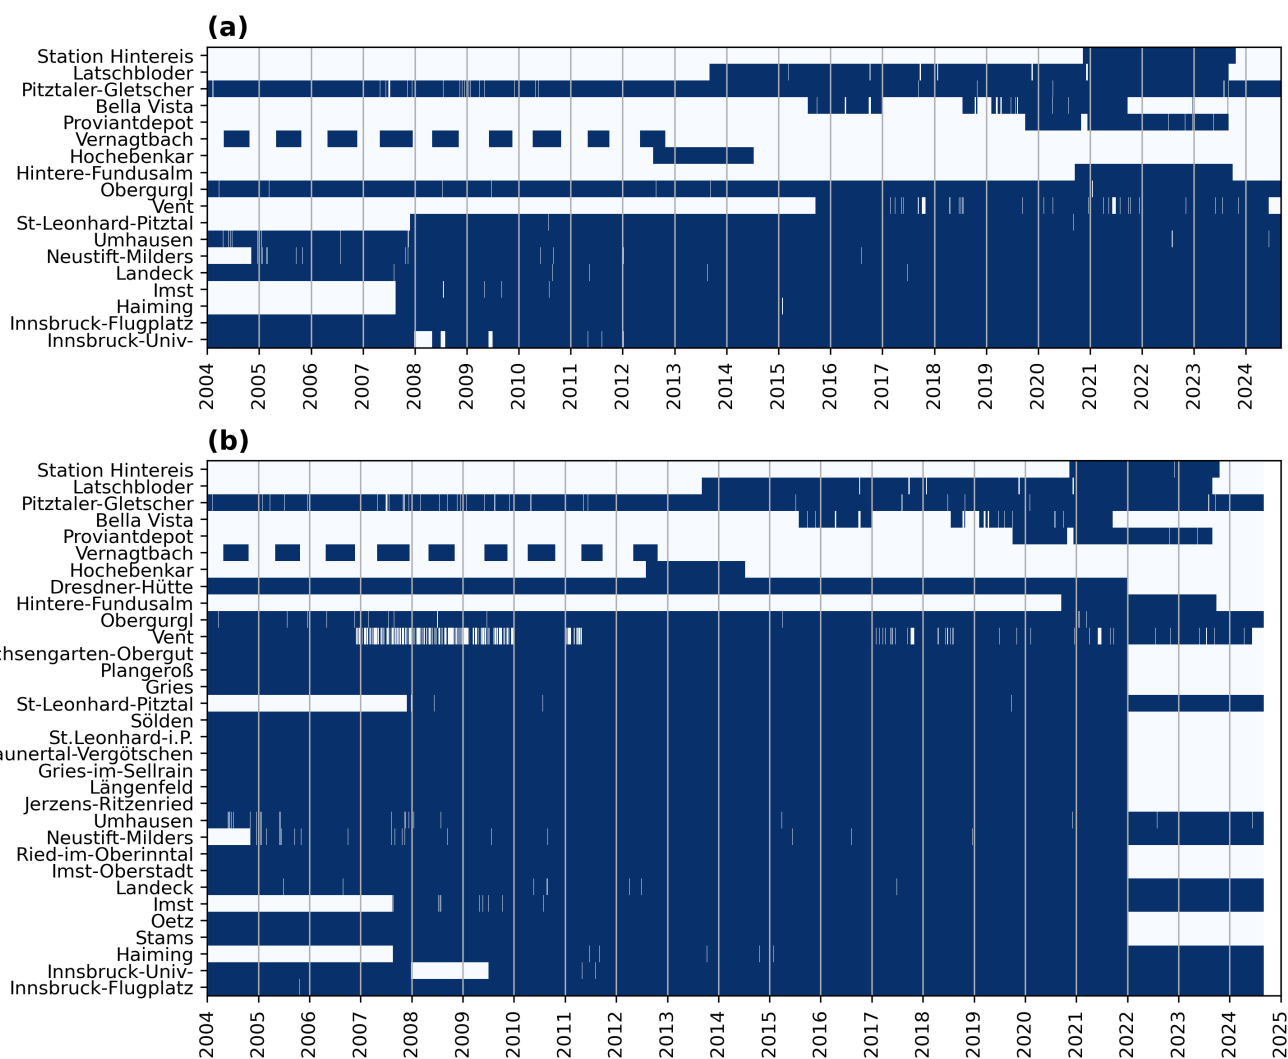 (a)
Station Hintereis
Latschbloder
Pitztaler-Gletscher
Bella Vista
Proviantdepot
Vernagtbach
Hochebenkar
Hintere-Fundusalm
Obergurgl
Vent
St-Leonhard-Pitztal
Umhausen
Neustift-Milders
Landeck
Imst
Haiming
Innsbruck-Flugplatz
Innsbruck-Univ-
2004 2005 2006 2007 2008 2009 2010 2011 2012 2013 2014 2015 2016 2017 2018 2019 2020 2021 2022 2023 2024
(b)
Station Hintereis
Latschbloder
Pitztaler-Gletscher
Bella Vista
Proviantdepot
Vernagtbach
Hochebenkar
Dresdner-Hütte
Hintere-Fundusalm
Obergurgl
Vent
chsengarten-Obergut
Plangeroß
Gries
St-Leonhard-Pitztal
Sölden
St.Leonhard-i.P.
aunertal-Vergötschen
Gries-im-Sellrain
Längenfeld
Jerzens-Ritzenried
Umhausen
Neustift-Milders
Ried-im-Oberinntal
Imst-Oberstadt
Landeck
Imst
Oetz
Stams
Haiming
Innsbruck-Univ-
Innsbruck-Flugplatz
2004 2005 2006 2007 2008 2009 2010 2011 2012 2013 2014 2015 2016 2017 2018 2019 2020 2021 2022 2023 2024 2025